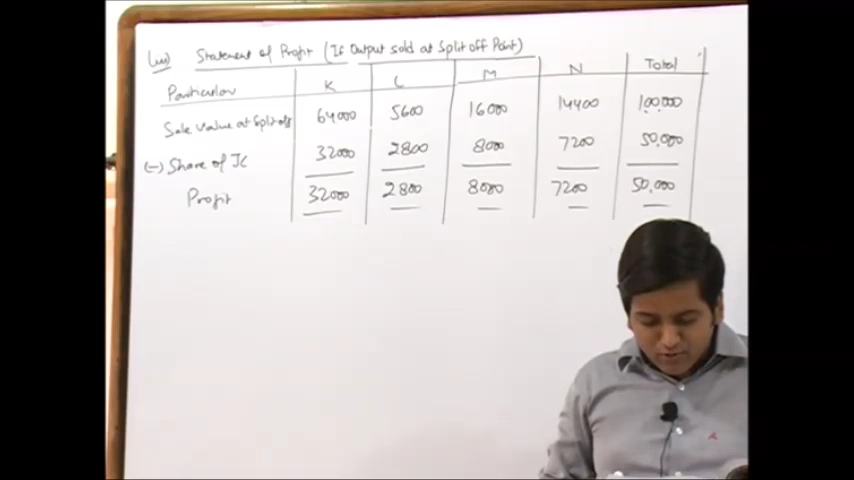 (iii) Statement of Profit (If Output sold at Split off Point)
Particular K L M N Total
Sale value at Split off 64000 5600 16000 14400 100,000
(-) Share of JC 32000 2800 8000 7200 50,000
Profit 32000 2800 8000 7200 50,000